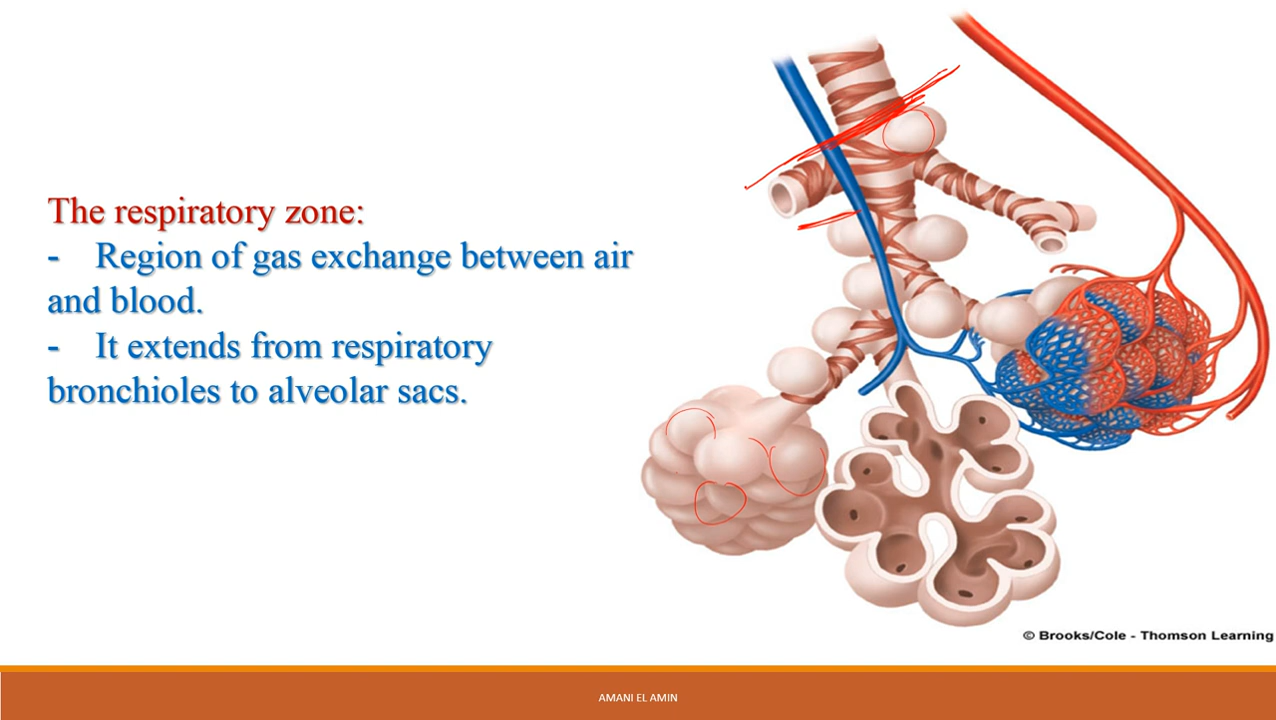 The respiratory zone:
- Region of gas exchange between air
and blood.
- It extends from respiratory
bronchioles to alveolar sacs.
© Brooks/Cole - Thomson Learning
AMANI EL AMIN